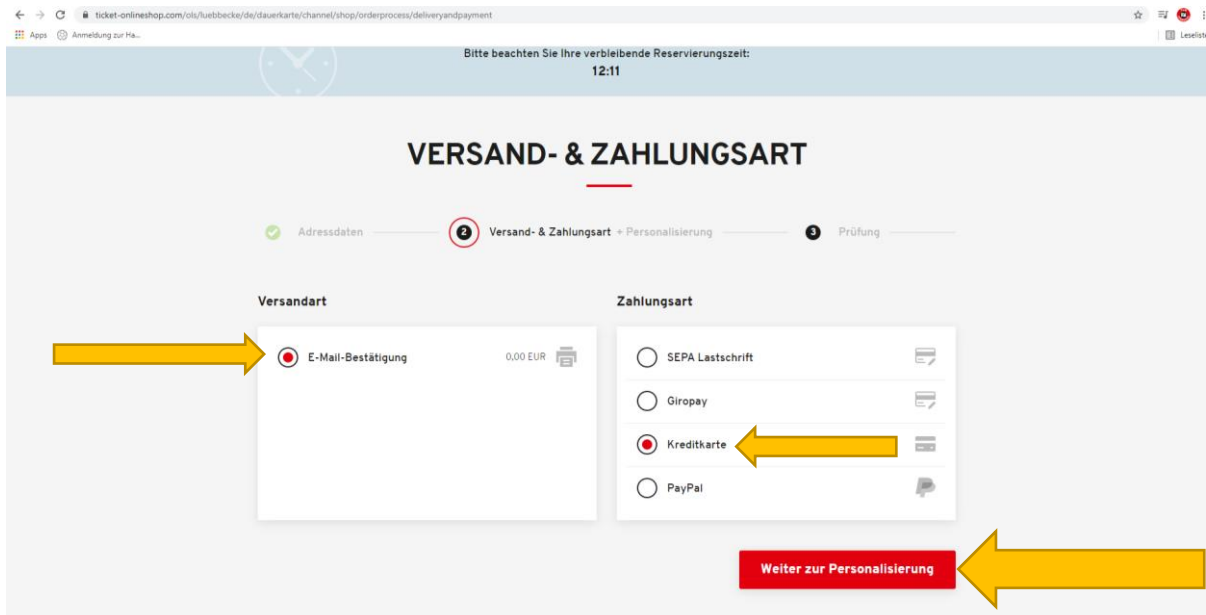 ticket-onlineshop.com/ols/luebbecke/de/dauerkarte/channel/shop/orderprocess/deliveryandpayment
Apps Anmeldung zur Ha... Leseliste
Bitte beachten Sie Ihre verbleibende Reservierungszeit:
12:11
VERSAND- & ZAHLUNGSART
Adressdaten 2 Versand- & Zahlungsart + Personalisierung 3 Prüfung
Versandart
E-Mail-Bestätigung 0,00 EUR
Zahlungsart
SEPA Lastschrift
Giropay
Kreditkarte
PayPal
Weiter zur Personalisierung